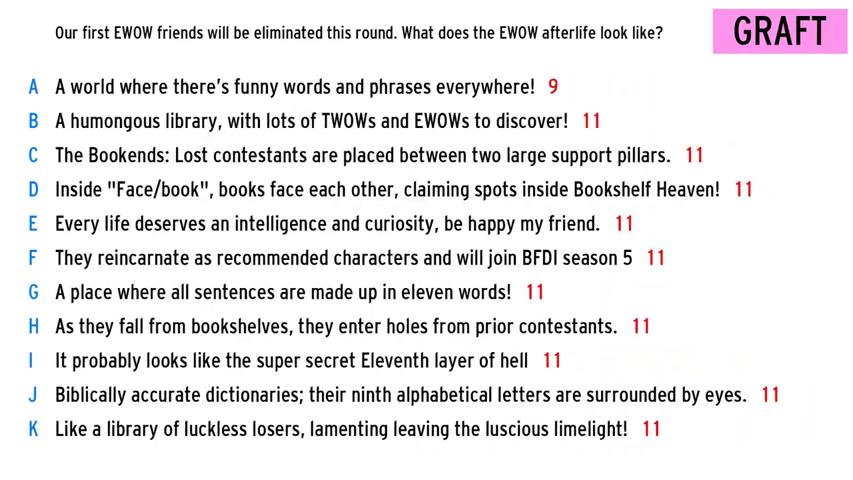 Our first EWOW friends will be eliminated this round. What does the EWOW afterlife look like?
GRAFT
A A world where there's funny words and phrases everywhere! 9
B A humongous library, with lots of TWOWs and EWOWs to discover! 11
C The Bookends: Lost contestants are placed between two large support pillars. 11
D Inside "Face/book", books face each other, claiming spots inside Bookshelf Heaven! 11
E Every life deserves an intelligence and curiosity, be happy my friend. 11
F They reincarnate as recommended characters and will join BFDI season 5 11
G A place where all sentences are made up in eleven words! 11
H As they fall from bookshelves, they enter holes from prior contestants. 11
I It probably looks like the super secret Eleventh layer of hell 11
J Biblically accurate dictionaries; their ninth alphabetical letters are surrounded by eyes. 11
K Like a library of luckless losers, lamenting leaving the luscious limelight! 11